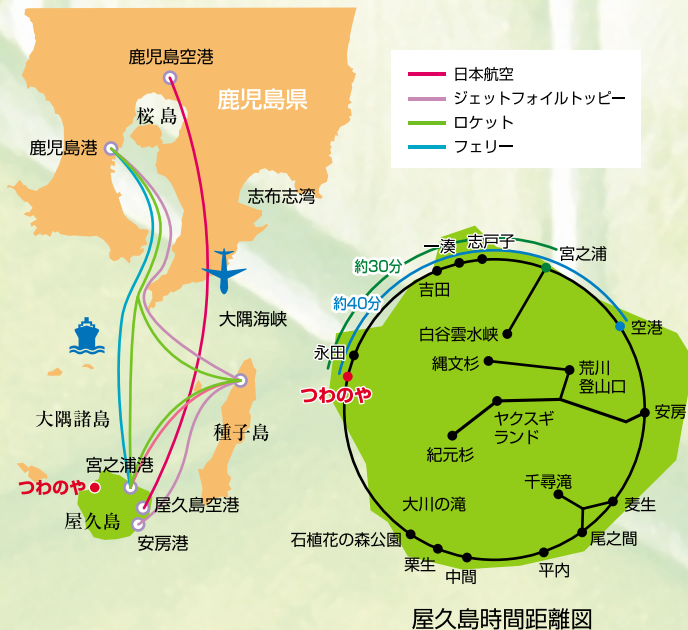 鹿児島空港
鹿児島県
桜島
鹿児島港
志布志湾
大隅海峡
大隅諸島
種子島
宮之浦港
つわのや
屋久島
屋久島空港
安房港
日本航空
ジェットフォイルトッピー
ロケット
フェリー
一湊
志戸子
宮之浦
約30分
吉田
約40分
空港
白谷雲水峡
永田
縄文杉
荒川
登山口
つわのや
安房
ヤクスギ
ランド
紀元杉
千尋滝
大川の滝
麦生
石植花の森公園
尾之間
栗生
中間
平内
屋久島時間距離図